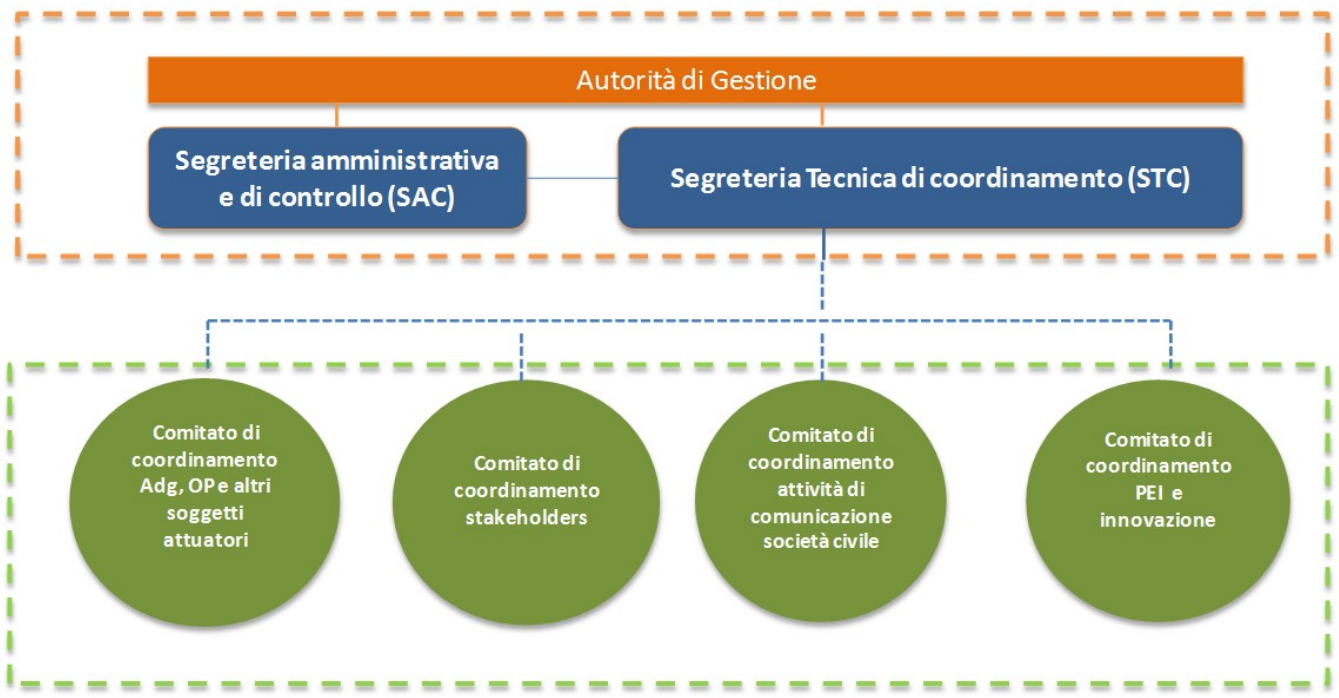 Autorità di Gestione
Segreteria amministrativa
e di controllo (SAC)
Segreteria Tecnica di coordinamento (STC)
Comitato di
coordinamento
Adg, OP e altri
soggetti
attuatori
Comitato di
coordinamento
stakeholders
Comitato di
coordinamento
attività di
comunicazione
società civile
Comitato di
coordinamento
PEI e
innovazione